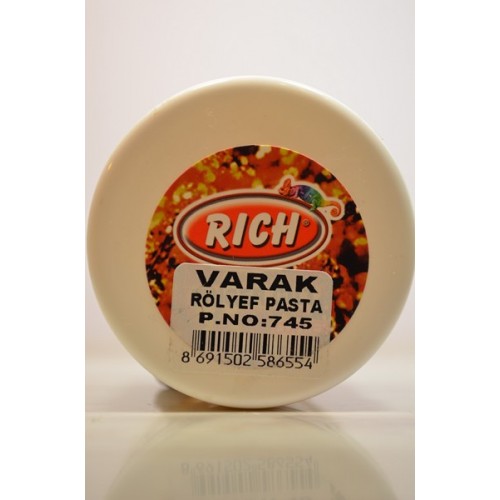 RICH
VARAK
RÖLYEF PASTA
P.NO:745
8 691502 586554